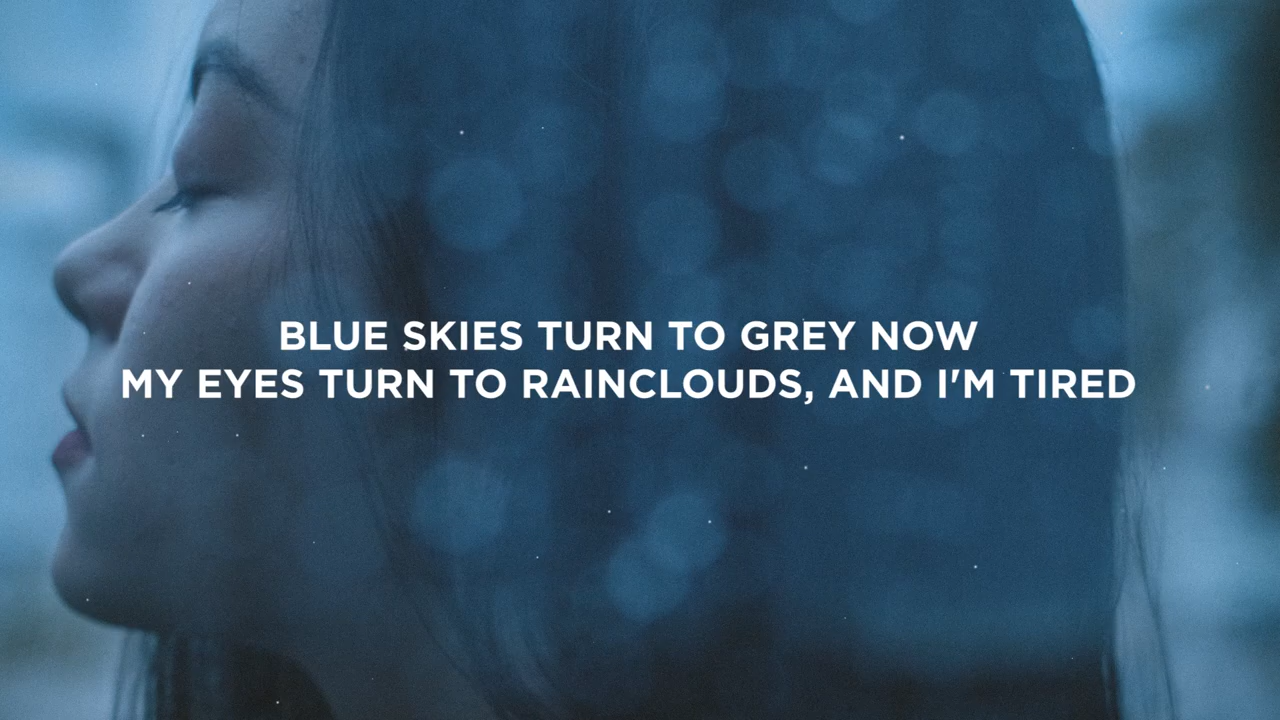 BLUE SKIES TURN TO GREY NOW
MY EYES TURN TO RAINCLOUDS, AND I'M TIRED